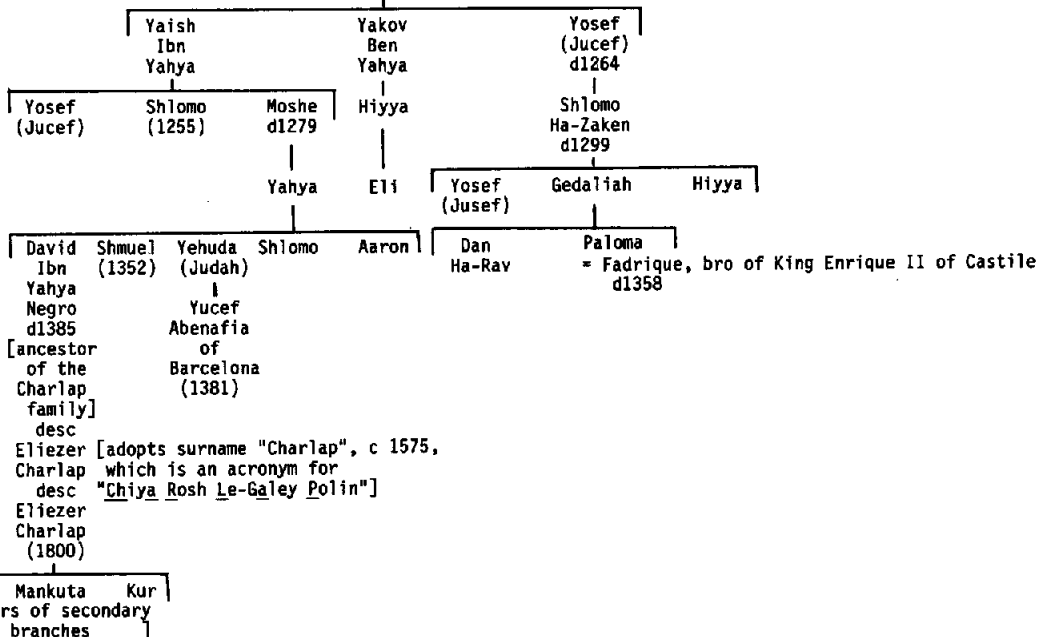 Yaish Yakov Yosef
Ibn Ben (Jucef)
Yahya Yahya d1264
Yosef Shlomo Moshe Hiyya Shlomo
(Jucef) (1255) d1279 Ha-Zaken
d1299
Yahya Eli Yosef Gedaliah Hiyya
(Jusef)
David Shmuel Yehuda Shlomo Aaron Dan Paloma
Ibn (1352) (Judah) Ha-Rav = Fadrique, bro of King Enrique II of Castile
Yahya d1358
Negro Yucef
d1385 Abenafia
[ancestor of
of the Barcelona
Charlap (1381)
family]
desc
Eliezer [adopts surname "Charlap", c 1575,
Charlap which is an acronym for
desc "Chiya Rosh Le-Galey Polin"]
Eliezer
Charlap
(1800)
Mankuta Kur
rs of secondary
branches ]